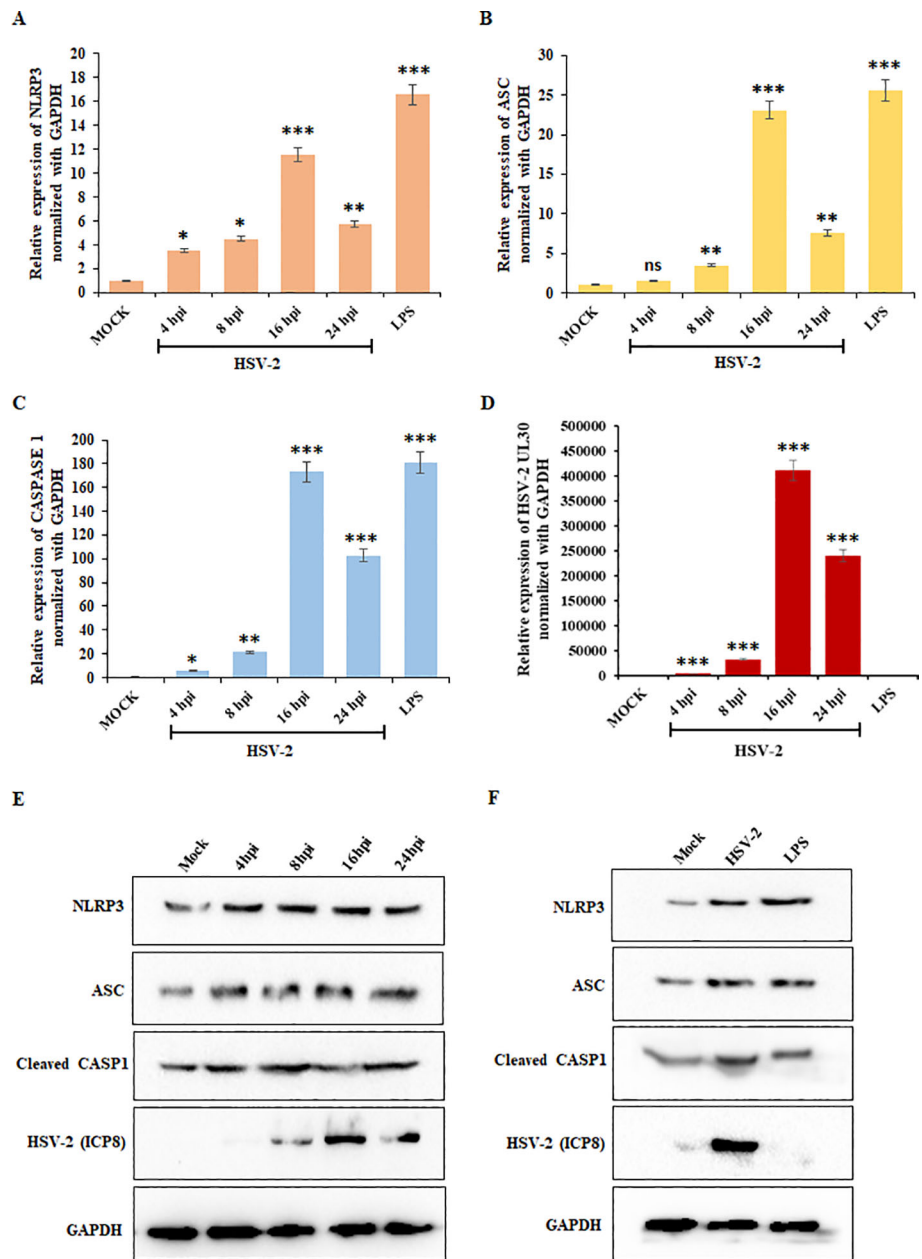 A
Relative expression of NLRP3
normalized with GAPDH
18
16
14
12
10
8
6
4
2
0
*
*
***
**
***
MOCK
4 hpi
8 hpi
16 hpi
24 hpi
LPS
HSV-2
B
Relative expression of ASC
normalized with GAPDH
30
25
20
15
10
5
0
ns
**
***
**
***
MOCK
4 hpi
8 hpi
16 hpi
24 hpi
LPS
HSV-2
C
Relative expression of CASPASE 1
normalized with GAPDH
200
180
160
140
120
100
80
60
40
20
0
*
**
***
***
***
MOCK
4 hpi
8 hpi
16 hpi
24 hpi
LPS
HSV-2
D
Relative expression of HSV-2 UL30
normalized with GAPDH
500000
450000
400000
350000
300000
250000
200000
150000
100000
50000
0
***
***
***
***
MOCK
4 hpi
8 hpi
16 hpi
24 hpi
LPS
HSV-2
E
Mock
4hpi
8hpi
16hpi
24hpi
NLRP3
ASC
Cleaved CASP1
HSV-2 (ICP8)
GAPDH
F
Mock
HSV-2
LPS
NLRP3
ASC
Cleaved CASP1
HSV-2 (ICP8)
GAPDH